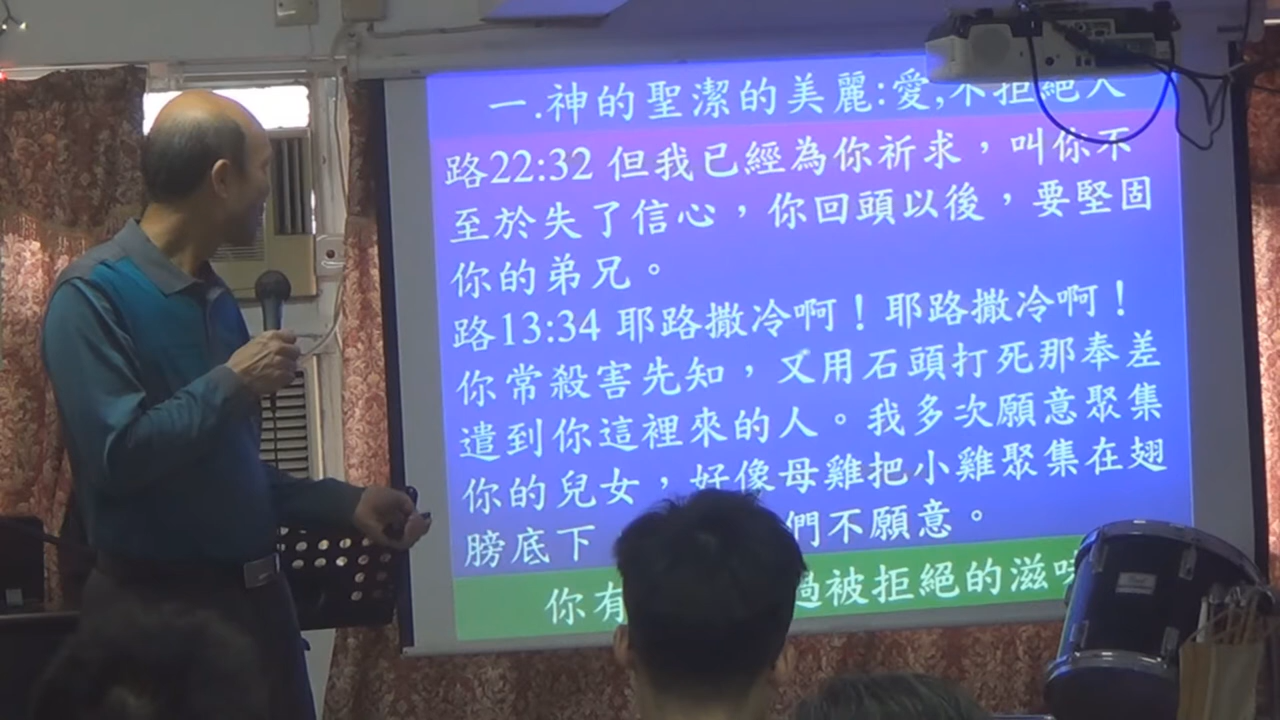 一.神的聖潔的美麗:愛,不拒絕人
路22:32 但我已經為你祈求，叫你不
至於失了信心，你回頭以後，要堅固
你的弟兄。
路13:34 耶路撒冷啊！耶路撒冷啊！
你常殺害先知，又用石頭打死那奉差
遣到你這裡來的人。我多次願意聚集
你的兒女，好像母雞把小雞聚集在翅
膀底下 們不願意。
你有 過被拒絕的滋味